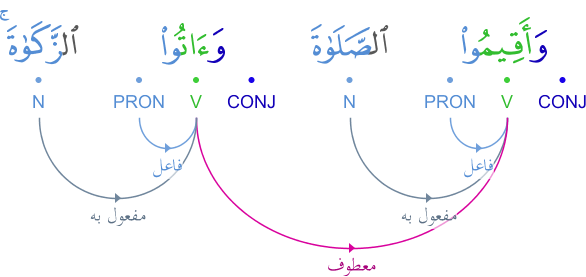 وَأَقِيمُوا۟ ٱلصَّلَوٰةَ وَءَاتُوا۟ ٱلزَّكَوٰةَ ۚ
CONJ V PRON N CONJ V PRON N
فاعل فاعل
مفعول به مفعول به
معطوف